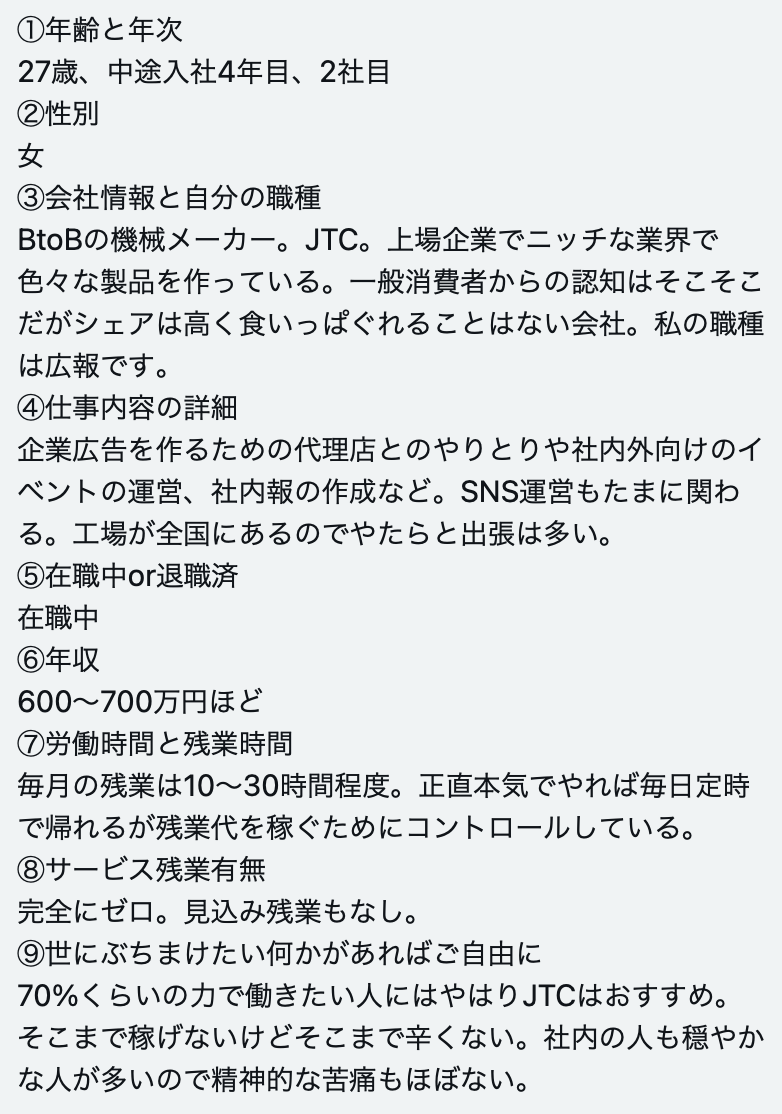 ①年齢と年次
27歳、中途入社4年目、2社目
②性別
女
③会社情報と自分の職種
BtoBの機械メーカー。JTC。上場企業でニッチな業界で
色々な製品を作っている。一般消費者からの認知はそこそこ
だがシェアは高く食いっぱぐれることはない会社。私の職種
は広報です。
④仕事内容の詳細
企業広告を作るための代理店とのやりとりや社内外向けのイ
ベントの運営、社内報の作成など。SNS運営もたまに関わ
る。工場が全国にあるのでやたらと出張は多い。
⑤在職中or退職済
在職中
⑥年収
600〜700万円ほど
⑦労働時間と残業時間
毎月の残業は10〜30時間程度。正直本気でやれば毎日定時
で帰れるが残業代を稼ぐためにコントロールしている。
⑧サービス残業有無
完全にゼロ。見込み残業もなし。
⑨世にぶちまけたい何かがあればご自由に
70%くらいの力で働きたい人にはやはりJTCはおすすめ。
そこまで稼げないけどそこまで辛くない。社内の人も穏やか
な人が多いので精神的な苦痛もほぼない。